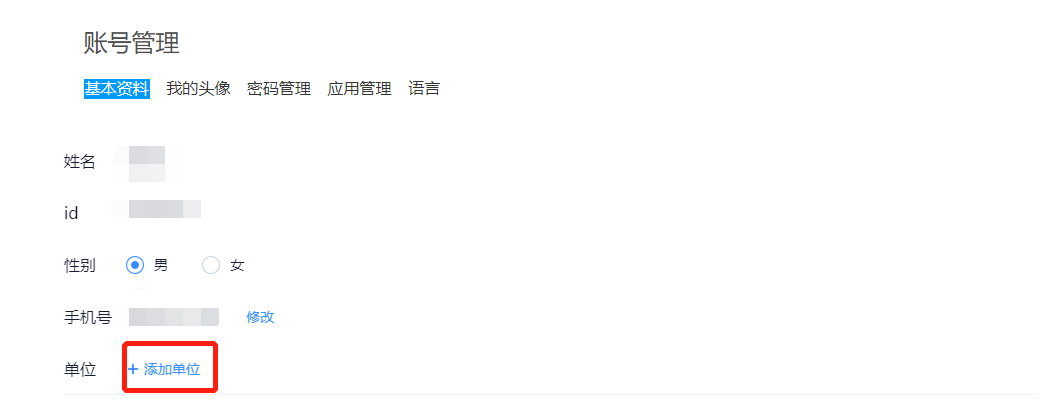 账号管理
基本资料 我的头像 密码管理 应用管理 语言
姓名
id
性别 男 女
手机号 修改
单位 + 添加单位